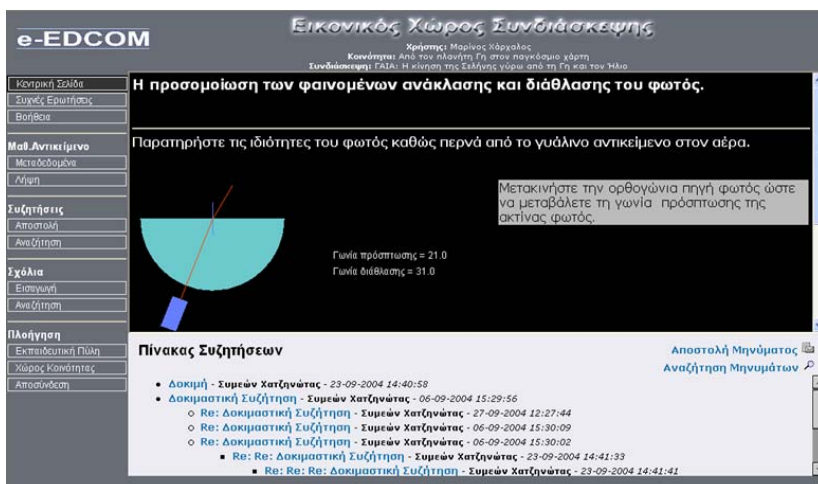 e-EDCOM
Εικονικός Χώρος Συνδιάσκεψης
Χρήστης: Μαρίνος Χάρχαλος
Κοινότητα: Από τον πλανήτη Γη στον παγκόσμιο χάρτη
Συνδιάσκεψη: ΓΑΙΑ: Η κίνηση της Σελήνης γύρω από τη Γη και τον Ήλιο
Κεντρική Σελίδα
Συχνές Ερωτήσεις
Βοήθεια
Μαθ.Αντικείμενο
Μεταδεδομένα
Λήψη
Συζητήσεις
Αποστολή
Αναζήτηση
Σχόλια
Εισαγωγή
Αναζήτηση
Πλοήγηση
Εκπαιδευτική Πύλη
Χώρος Κοινότητας
Αποσύνδεση
Η προσομοίωση των φαινομένων ανάκλασης και διάθλασης του φωτός.
Παρατηρήστε τις ιδιότητες του φωτός καθώς περνά από το γυάλινο αντικείμενο στον αέρα.
Μετακινήστε την ορθογώνια πηγή φωτός ώστε
να μεταβάλετε τη γωνία πρόσπτωσης της
ακτίνας φωτός.
Γωνία πρόσπτωσης = 21.0
Γωνία διάθλασης = 31.0
Πίνακας Συζητήσεων
Αποστολή Μηνύματος
Αναζήτηση Μηνυμάτων
Δοκιμή - Συμεών Χατζηνώτας - 23-09-2004 14:40:58
Δοκιμαστική Συζήτηση - Συμεών Χατζηνώτας - 06-09-2004 15:29:56
Re: Δοκιμαστική Συζήτηση - Συμεών Χατζηνώτας - 27-09-2004 12:27:44
Re: Δοκιμαστική Συζήτηση - Συμεών Χατζηνώτας - 06-09-2004 15:30:09
Re: Δοκιμαστική Συζήτηση - Συμεών Χατζηνώτας - 06-09-2004 15:30:02
Re: Re: Δοκιμαστική Συζήτηση - Συμεών Χατζηνώτας - 23-09-2004 14:41:33
Re: Re: Re: Δοκιμαστική Συζήτηση - Συμεών Χατζηνώτας - 23-09-2004 14:41:41